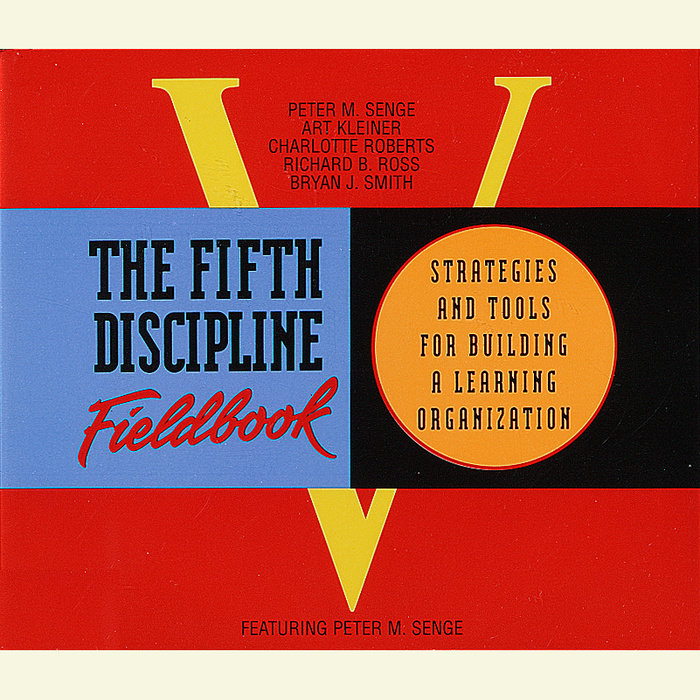 V
PETER M. SENGE
ART KLEINER
CHARLOTTE ROBERTS
RICHARD B. ROSS
BRYAN J. SMITH
THE FIFTH
DISCIPLINE
Fieldbook
STRATEGIES
AND TOOLS
FOR BUILDING
A LEARNING
ORGANIZATION
FEATURING PETER M. SENGE